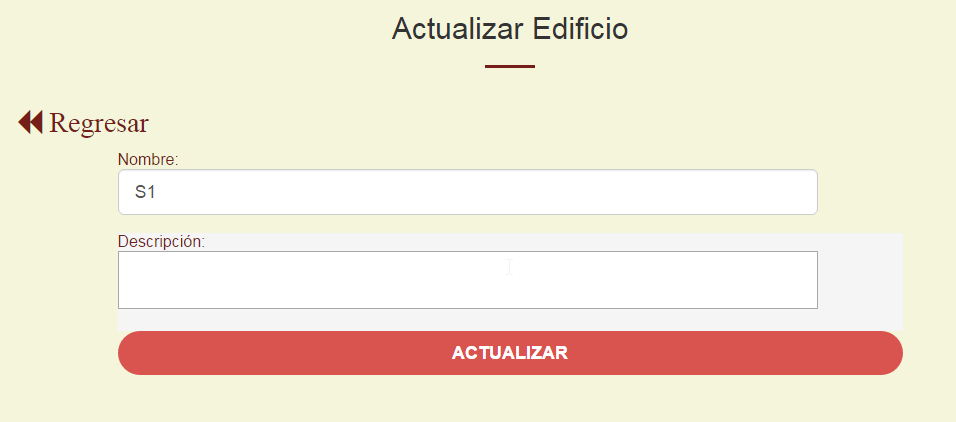 Actualizar Edificio
Regresar
Nombre:
S1
Descripción:
ACTUALIZAR